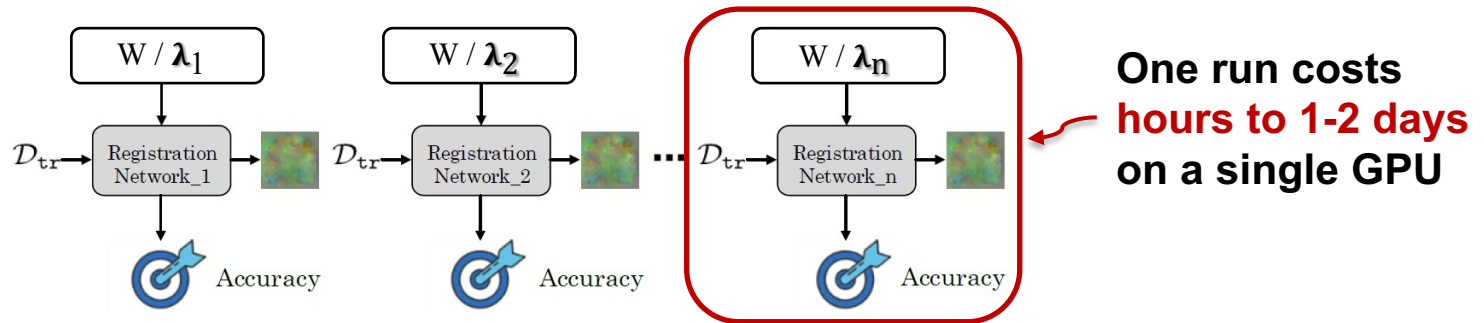 W / λ₁
W / λ₂
W / λₙ
𝒟ₜᵣ
Registration
Network_1
𝒟ₜᵣ
Registration
Network_2
...
𝒟ₜᵣ
Registration
Network_n
Accuracy
Accuracy
Accuracy
One run costs
hours to 1-2 days
on a single GPU